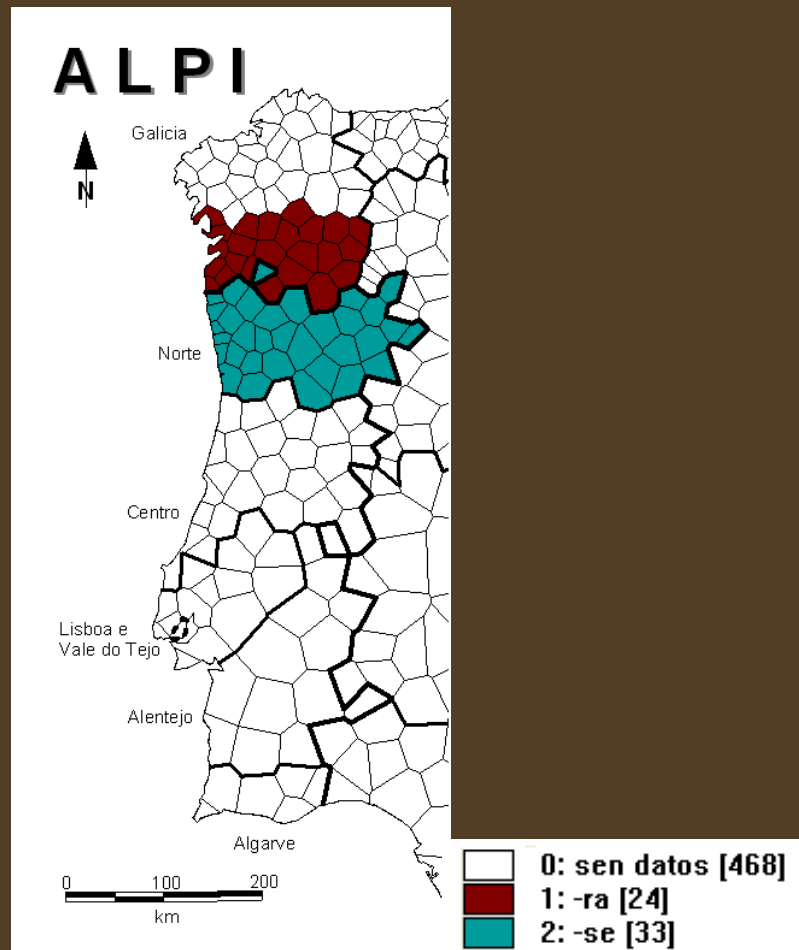 ALPI
Galicia
N
Norte
Centro
Lisboa e
Vale do Tejo
Alentejo
Algarve
0 100 200
km
0: sen datos [468]
1: -ra [24]
2: -se [33]